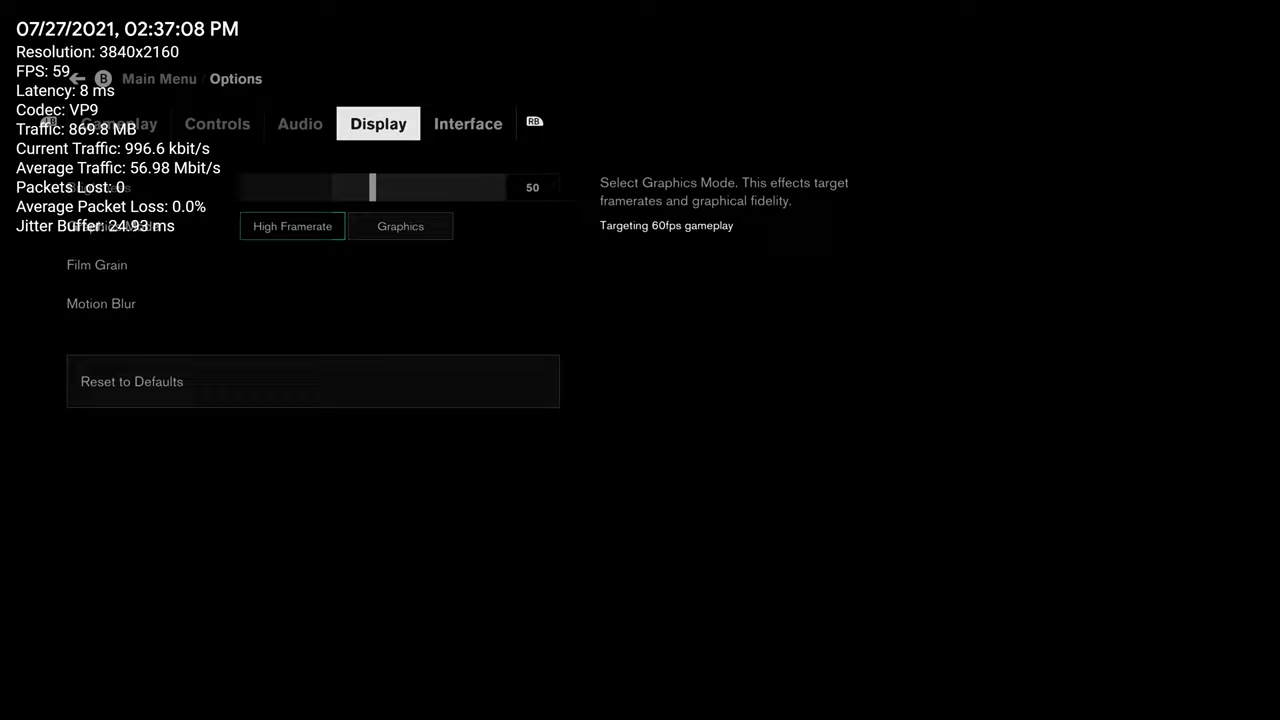 07/27/2021, 02:37:08 PM
Resolution: 3840x2160
FPS: 59
B Main Menu / Options
Latency: 8 ms
Codec: VP9
Gameplay Controls Audio Display Interface RB
Traffic: 869.8 MB
Current Traffic: 996.6 kbit/s
Average Traffic: 56.98 Mbit/s
Packets Lost: 0
50
Select Graphics Mode. This effects target
framerates and graphical fidelity.
Average Packet Loss: 0.0%
Jitter Buffer: 24.93 ms
High Framerate Graphics
Targeting 60fps gameplay
Film Grain
Motion Blur
Reset to Defaults